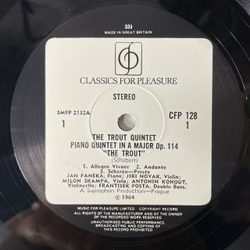 33⅓
MADE IN GREAT BRITAIN
CLASSICS FOR PLEASURE
STEREO
SMFP 2132A
1
CFP 128
1
THE TROUT QUINTET
PIANO QUINTET IN A MAJOR Op. 114
"THE TROUT"
(Schubert)
1. Allegro Vivace 2. Andante
3. Scherzo-Presto
JAN PANEKA, Piano; JIRI NOVAK, Violin;
MILON SKAMPA, Viola; ANTONIN KOHOUT,
Violincello; FRANTISEK POSTA, Double Bass.
A Supraphon Production-Prague
℗ 1964
MUSIC FOR PLEASURE LIMITED. COPYRIGHT
ALL RIGHTS OF THE MANUFACTURER AND OF THE OWNER
OF THE RECORDED WORK RESERVED
UNAUTHORISED PUBLIC PERFORMANCE
BROADCASTING AND COPYING
OF THIS RECORD PROHIBITED